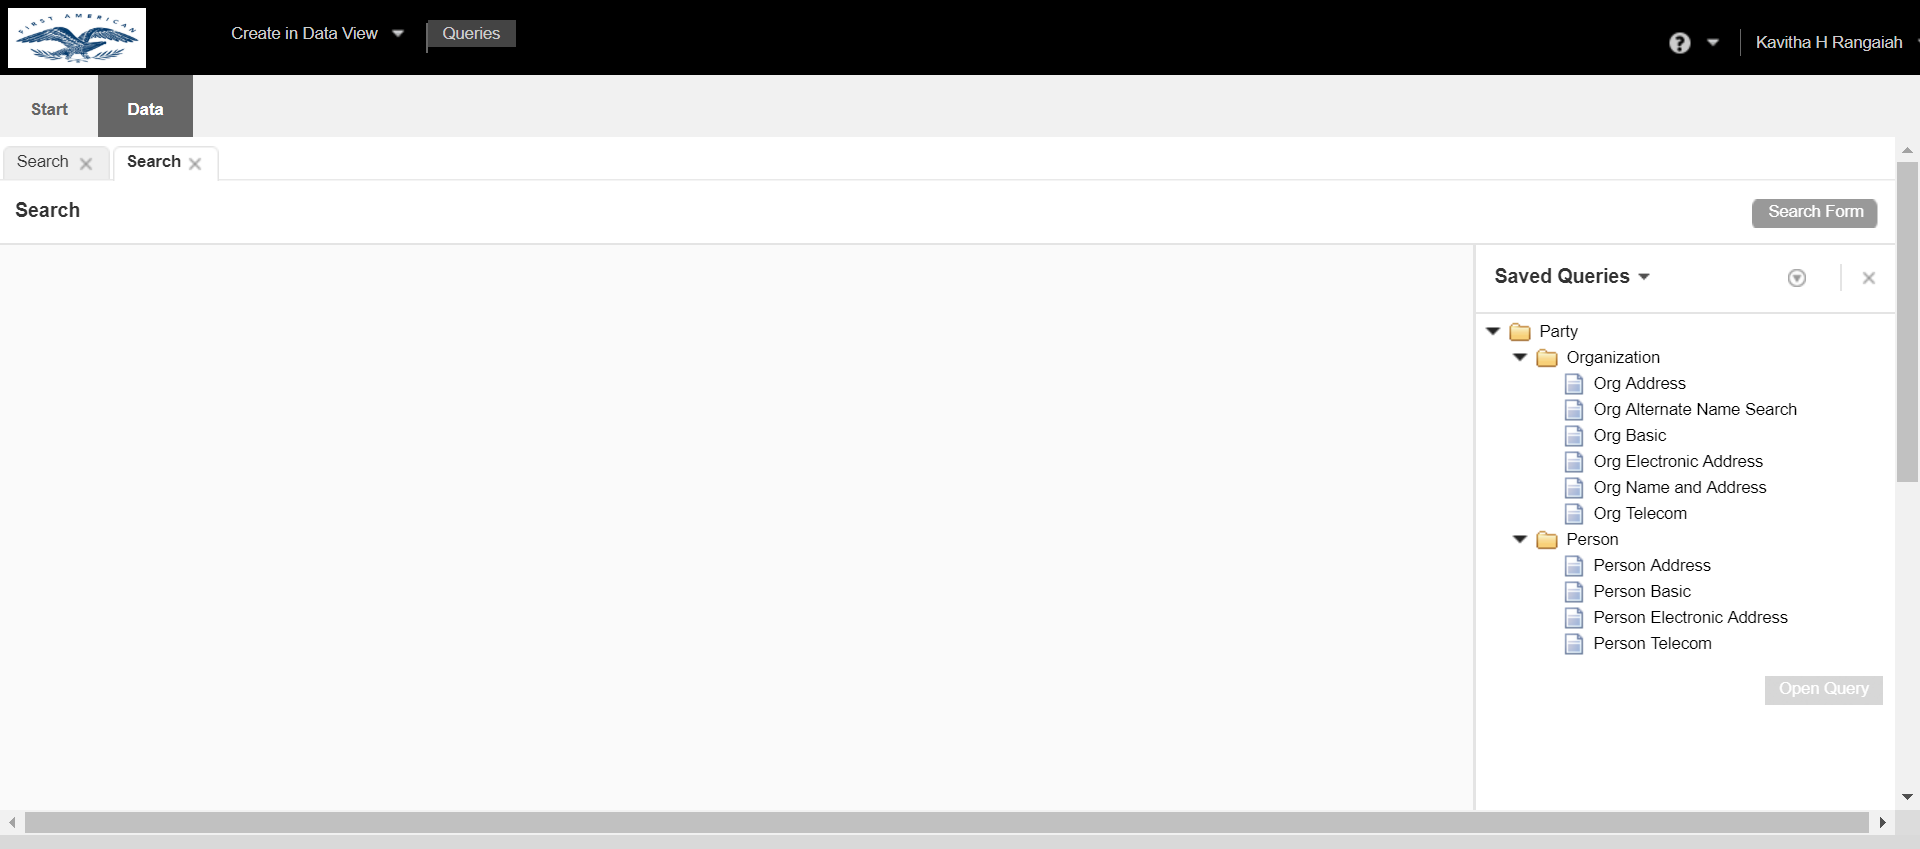 FIRST AMERICAN
Create in Data View
Queries
Kavitha H Rangaiah
Start
Data
Search
Search
Search
Search Form
Saved Queries
Party
Organization
Org Address
Org Alternate Name Search
Org Basic
Org Electronic Address
Org Name and Address
Org Telecom
Person
Person Address
Person Basic
Person Electronic Address
Person Telecom
Open Query